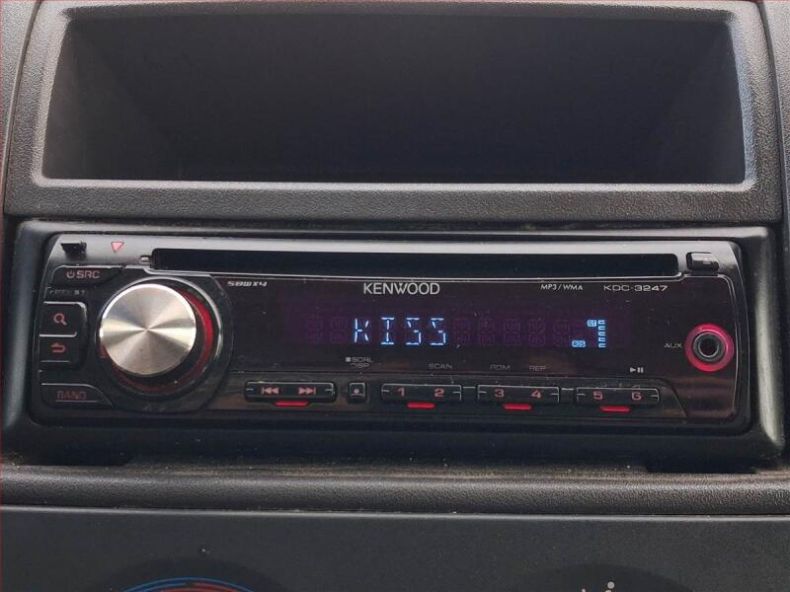 SRC
50W x4
KENWOOD
MP3/WMA KDC-3247
KISS
AUX
SCRL
DISP
SCAN RDM REP
BAND
1 2 3 4 5 6